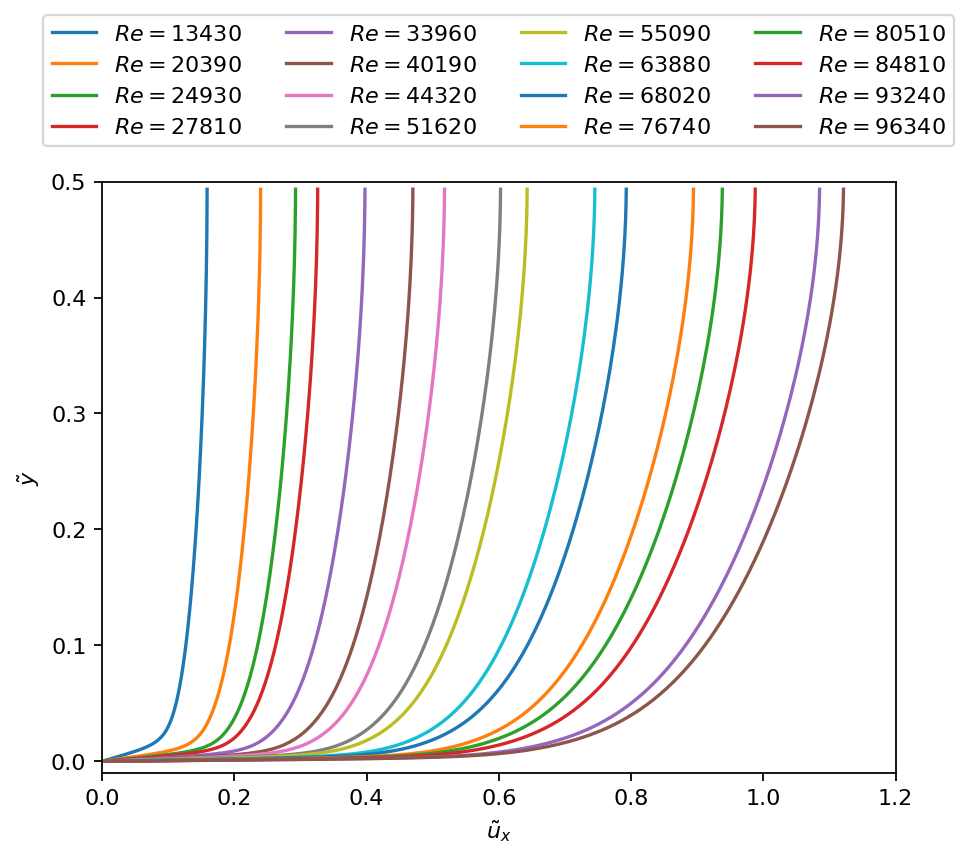 Re = 13430 Re = 33960 Re = 55090 Re = 80510
Re = 20390 Re = 40190 Re = 63880 Re = 84810
Re = 24930 Re = 44320 Re = 68020 Re = 93240
Re = 27810 Re = 51620 Re = 76740 Re = 96340
0.5
0.4
0.3
ỹ
0.2
0.1
0.0
0.0 0.2 0.4 0.6 0.8 1.0 1.2
ũₓ